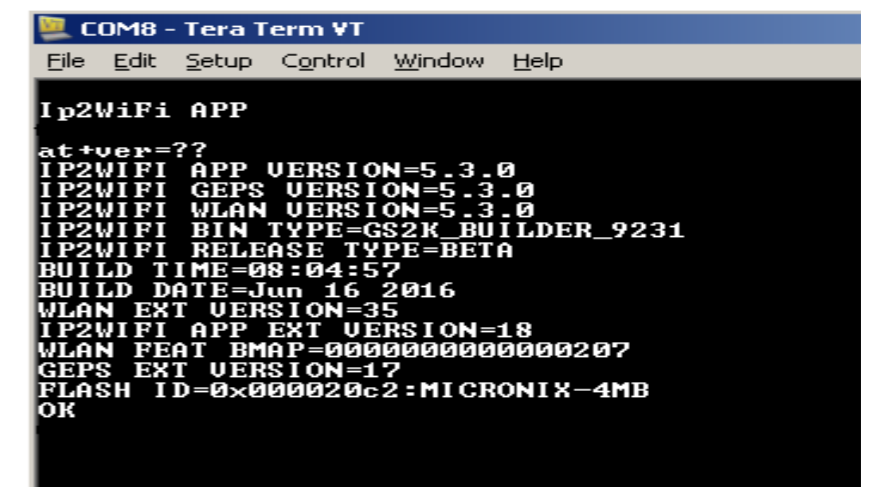 COM8 - Tera Term VT
File Edit Setup Control Window Help
Ip2WiFi APP
at+ver=??
IP2WIFI APP VERSION=5.3.0
IP2WIFI GEPS VERSION=5.3.0
IP2WIFI WLAN VERSION=5.3.0
IP2WIFI BIN TYPE=GS2K_BUILDER_9231
IP2WIFI RELEASE TYPE=BETA
BUILD TIME=08:04:57
BUILD DATE=Jun 16 2016
WLAN EXT VERSION=35
IP2WIFI APP EXT VERSION=18
WLAN FEAT BMAP=0000000000000207
GEPS EXT VERSION=17
FLASH ID=0x000020c2:MICRONIX-4MB
OK